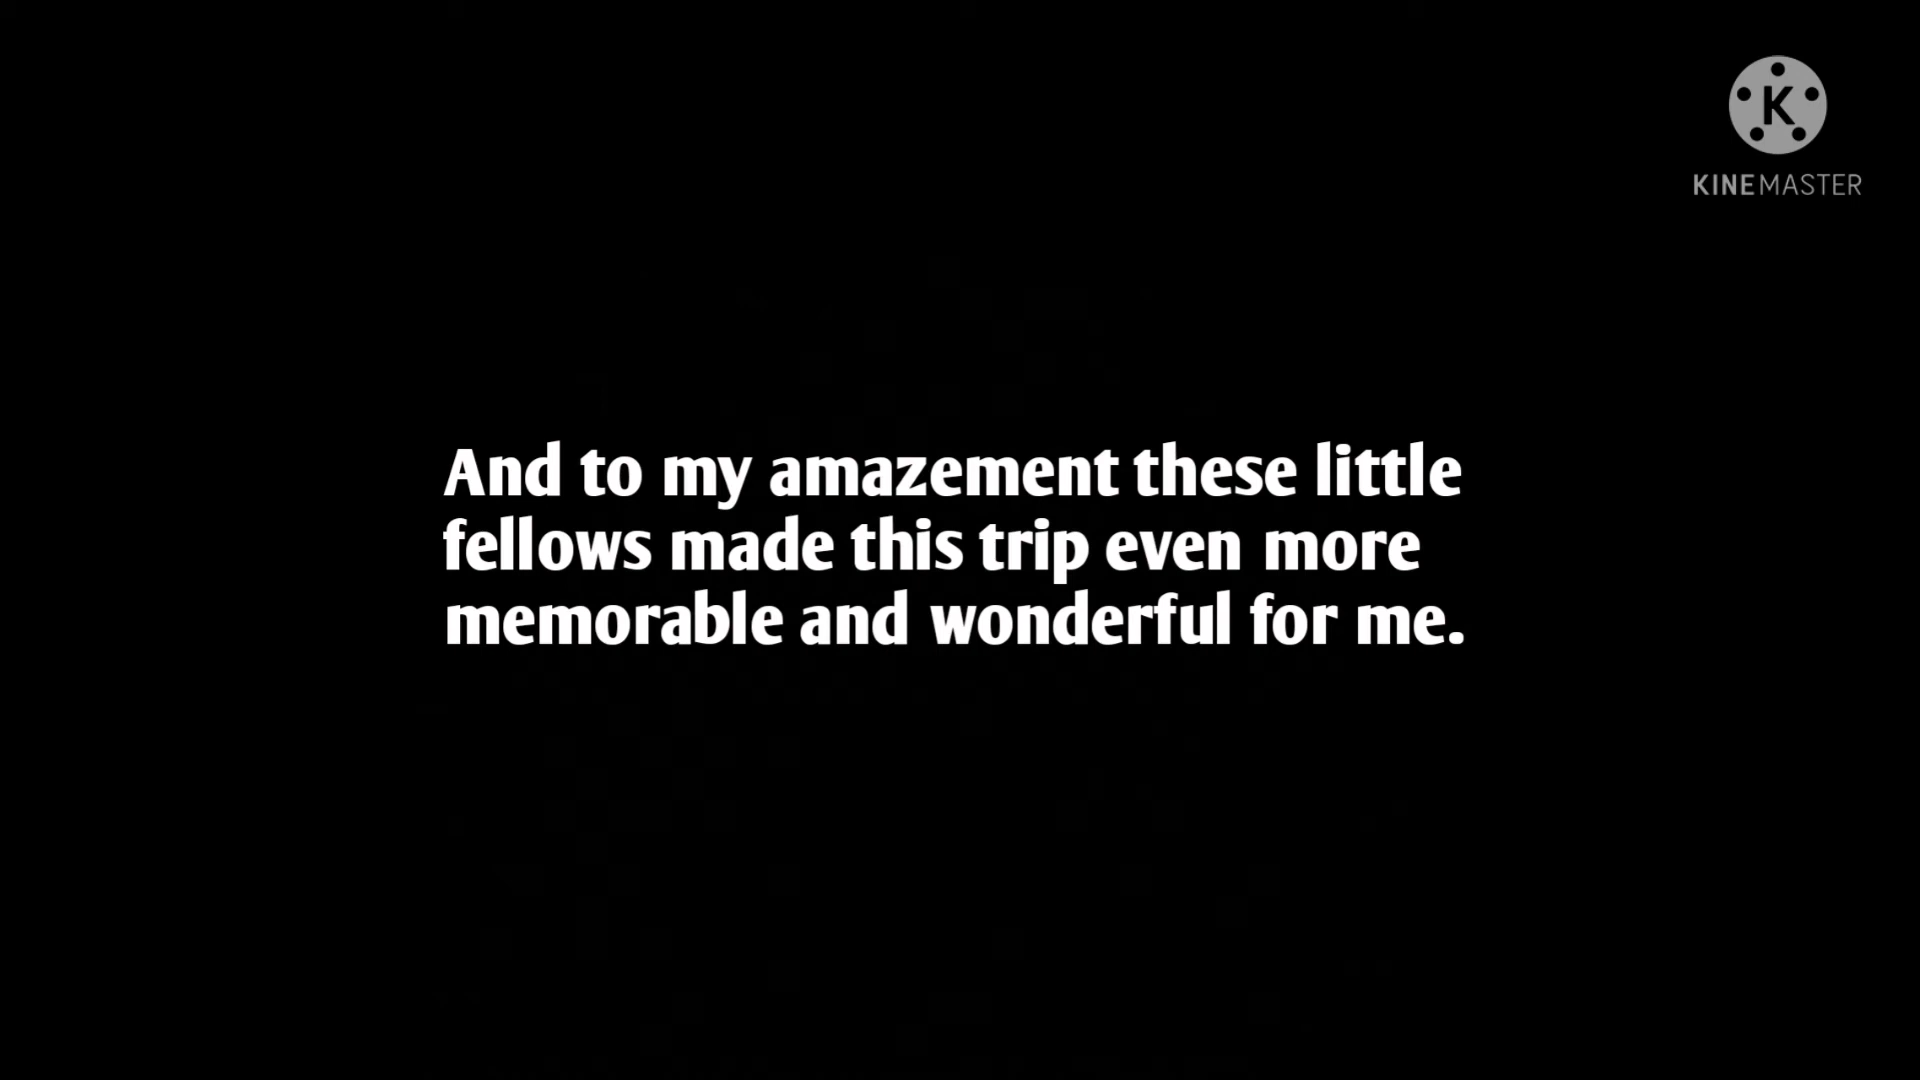 K
KINEMASTER
And to my amazement these little
fellows made this trip even more
memorable and wonderful for me.